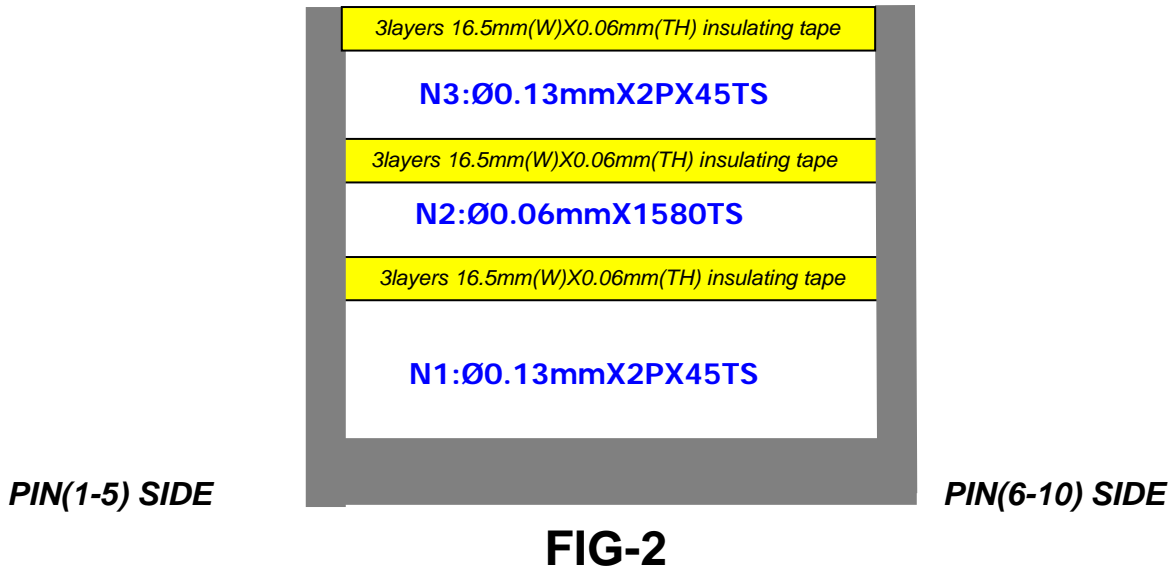 3layers 16.5mm(W)X0.06mm(TH) insulating tape
N3:Ø0.13mmX2PX45TS
3layers 16.5mm(W)X0.06mm(TH) insulating tape
N2:Ø0.06mmX1580TS
3layers 16.5mm(W)X0.06mm(TH) insulating tape
N1:Ø0.13mmX2PX45TS
PIN(1-5) SIDE
PIN(6-10) SIDE
FIG-2